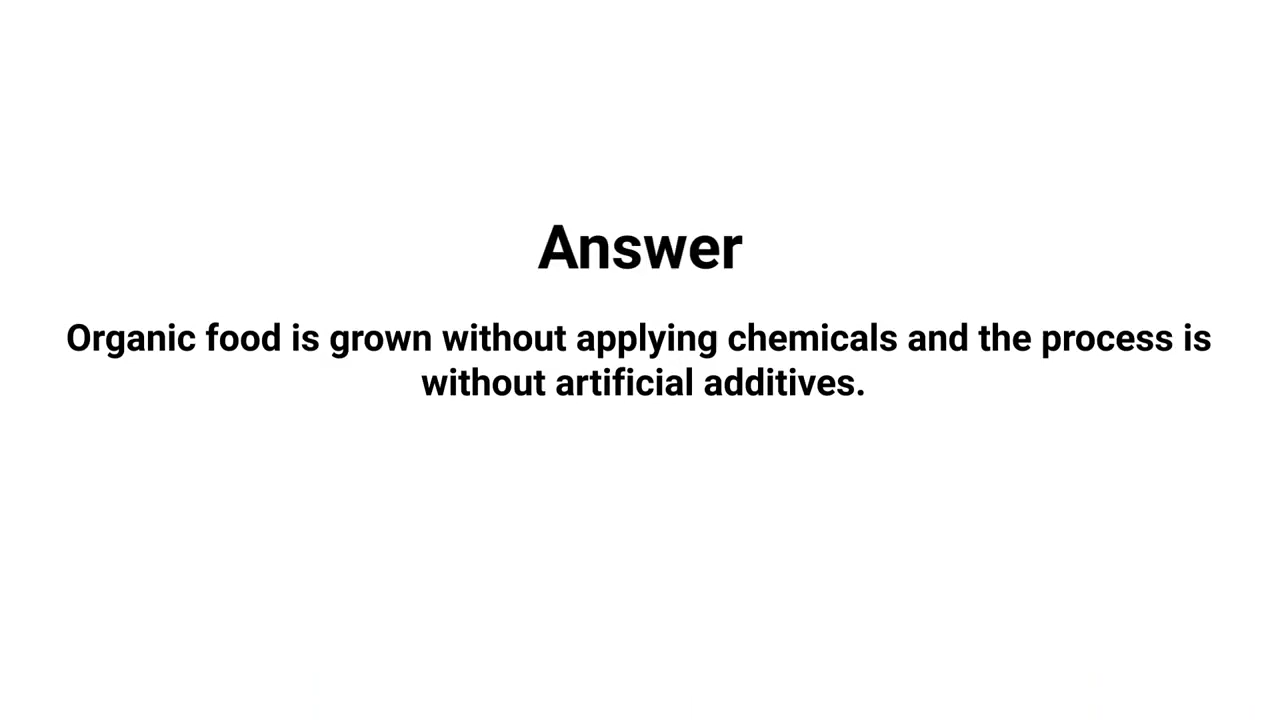 Answer
Organic food is grown without applying chemicals and the process is
without artificial additives.